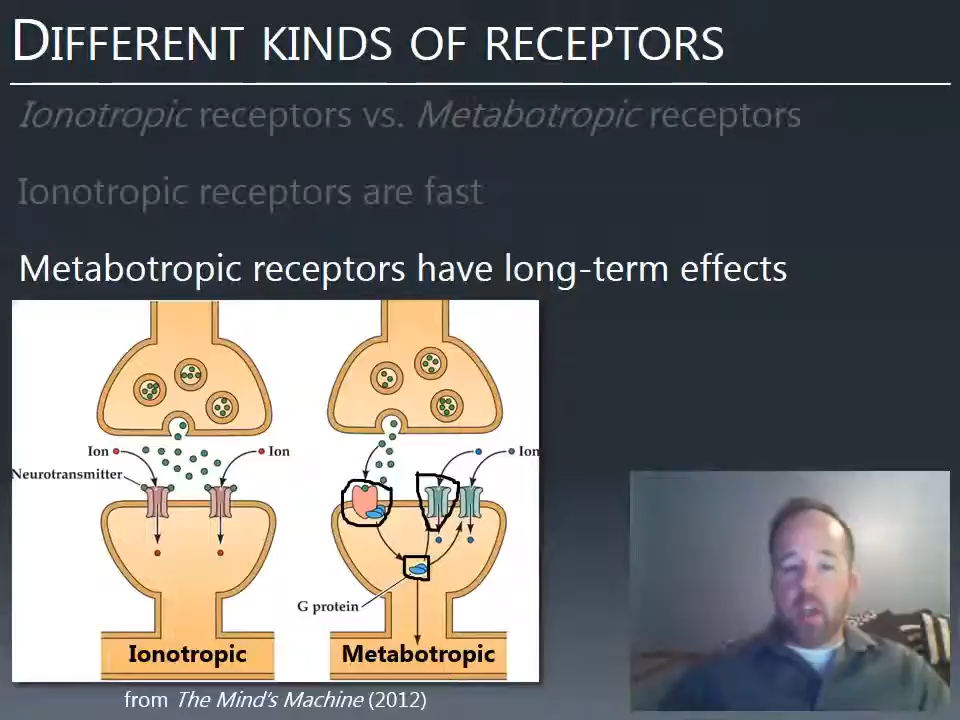 DIFFERENT KINDS OF RECEPTORS
Ionotropic receptors vs. Metabotropic receptors
Ionotropic receptors are fast
Metabotropic receptors have long-term effects
Ion Ion Ion
Neurotransmitter
G protein
Ionotropic Metabotropic
from The Mind's Machine (2012)